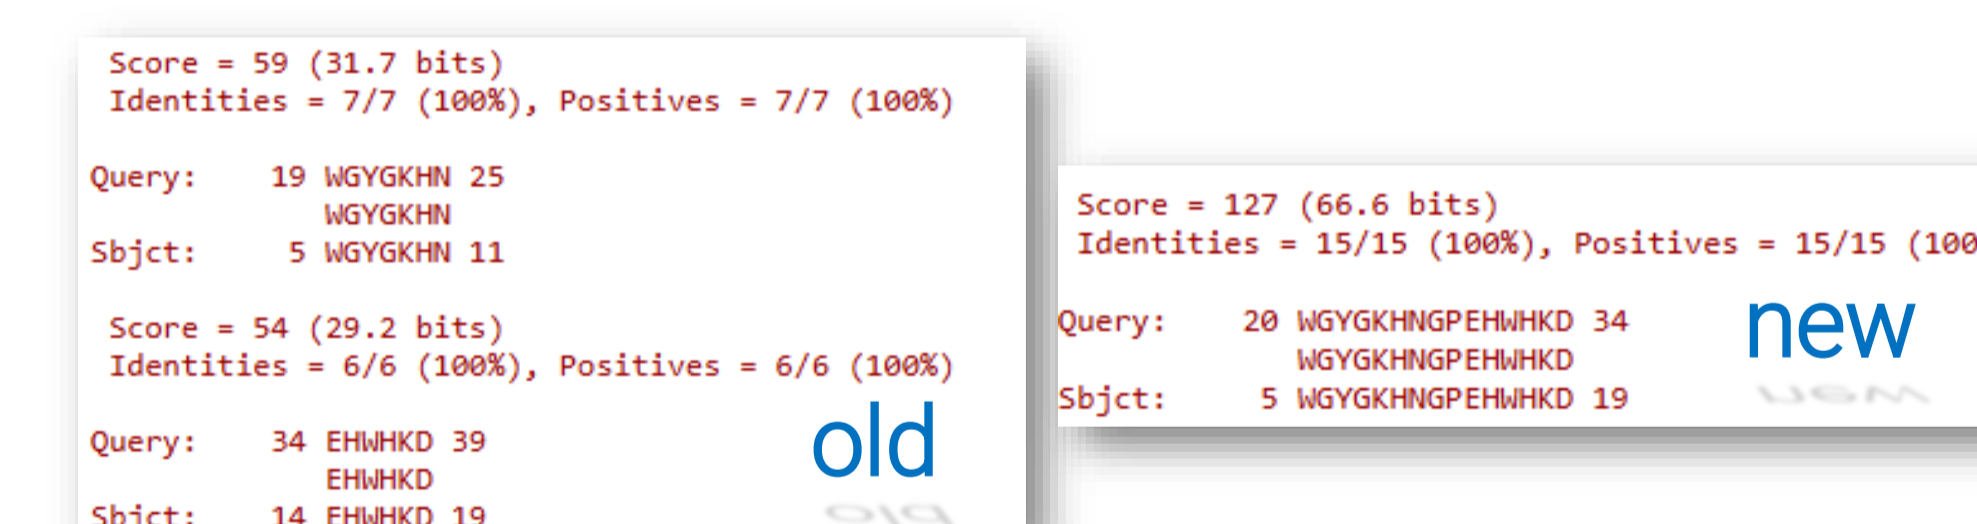 Score = 59 (31.7 bits)
Identities = 7/7 (100%), Positives = 7/7 (100%)
Query: 19 WGYGKHN 25
WGYGKHN
Sbjct: 5 WGYGKHN 11
Score = 54 (29.2 bits)
Identities = 6/6 (100%), Positives = 6/6 (100%)
Query: 34 EHWHKD 39
EHWHKD
Sbjct: 14 EHWHKD 19
old
Score = 127 (66.6 bits)
Identities = 15/15 (100%), Positives = 15/15 (100
Query: 20 WGYGKHNGPEHWHKD 34
WGYGKHNGPEHWHKD
Sbjct: 5 WGYGKHNGPEHWHKD 19
new